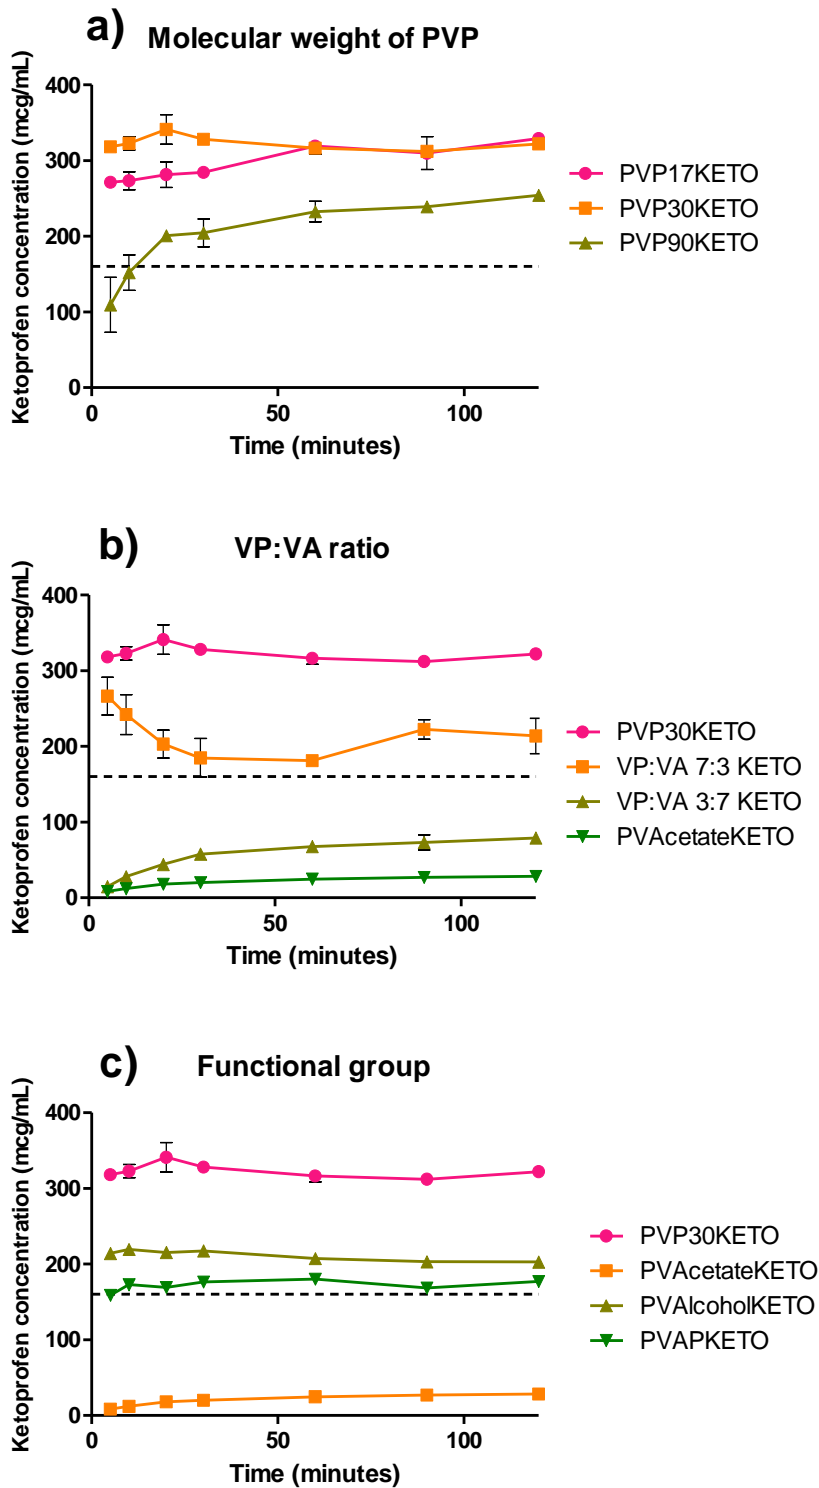 a) Molecular weight of PVP
Ketoprofen concentration (mcg/mL)
400
300
200
100
0
0 50 100
Time (minutes)
PVP17KETO
PVP30KETO
PVP90KETO
b) VP:VA ratio
Ketoprofen concentration (mcg/mL)
400
300
200
100
0
0 50 100
Time (minutes)
PVP30KETO
VP:VA 7:3 KETO
VP:VA 3:7 KETO
PVAcetateKETO
c) Functional group
Ketoprofen concentration (mcg/mL)
400
300
200
100
0
0 50 100
Time (minutes)
PVP30KETO
PVAcetateKETO
PVAlcoholKETO
PVAPKETO